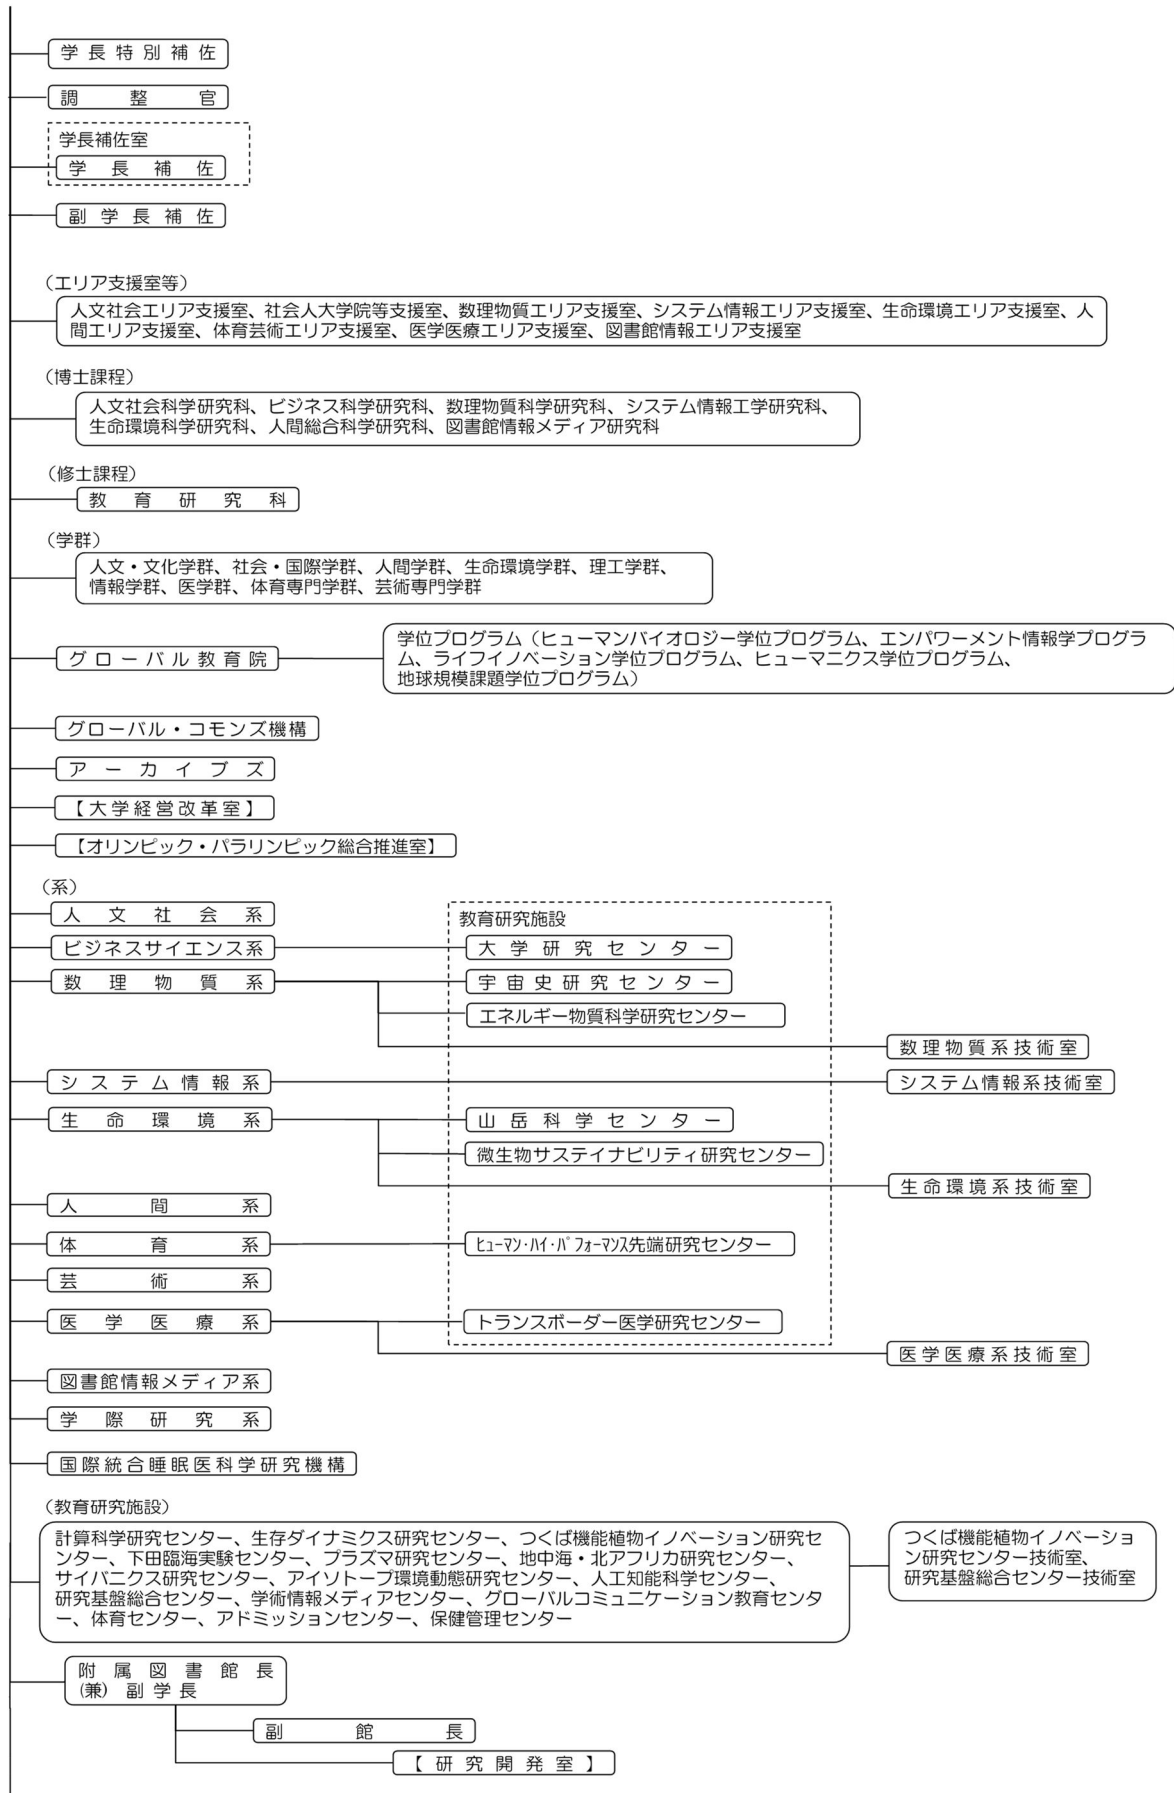 学長特別補佐
調整官
学長補佐室
学長補佐
副学長補佐
（エリア支援室等）
人文社会エリア支援室、社会人大学院等支援室、数理物質エリア支援室、システム情報エリア支援室、生命環境エリア支援室、人
間エリア支援室、体育芸術エリア支援室、医学医療エリア支援室、図書館情報エリア支援室
（博士課程）
人文社会科学研究科、ビジネス科学研究科、数理物質科学研究科、システム情報工学研究科、
生命環境科学研究科、人間総合科学研究科、図書館情報メディア研究科
（修士課程）
教育研究科
（学群）
人文・文化学群、社会・国際学群、人間学群、生命環境学群、理工学群、
情報学群、医学群、体育専門学群、芸術専門学群
グローバル教育院
学位プログラム（ヒューマンバイオロジー学位プログラム、エンパワーメント情報学プログラ
ム、ライフイノベーション学位プログラム、ヒューマニクス学位プログラム、
地球規模課題学位プログラム）
グローバル・コモンズ機構
アーカイブズ
【大学経営改革室】
【オリンピック・パラリンピック総合推進室】
（系）
人文社会系
教育研究施設
ビジネスサイエンス系
大学研究センター
数理物質系
宇宙史研究センター
エネルギー物質科学研究センター
数理物質系技術室
システム情報系
システム情報系技術室
生命環境系
山岳科学センター
微生物サステイナビリティ研究センター
生命環境系技術室
人間系
体育系
ﾋｭｰﾏﾝ･ﾊｲ･ﾊﾟﾌｫｰﾏﾝｽ先端研究センター
芸術系
医学医療系
トランスボーダー医学研究センター
医学医療系技術室
図書館情報メディア系
学際研究系
国際統合睡眠医科学研究機構
（教育研究施設）
計算科学研究センター、生存ダイナミクス研究センター、つくば機能植物イノベーション研究セ
ンター、下田臨海実験センター、プラズマ研究センター、地中海・北アフリカ研究センター、
サイバニクス研究センター、アイソトープ環境動態研究センター、人工知能科学センター、
研究基盤総合センター、学術情報メディアセンター、グローバルコミュニケーション教育センタ
ー、体育センター、アドミッションセンター、保健管理センター
つくば機能植物イノベーショ
ン研究センター技術室、
研究基盤総合センター技術室
附属図書館長
(兼) 副学長
副館長
【研究開発室】